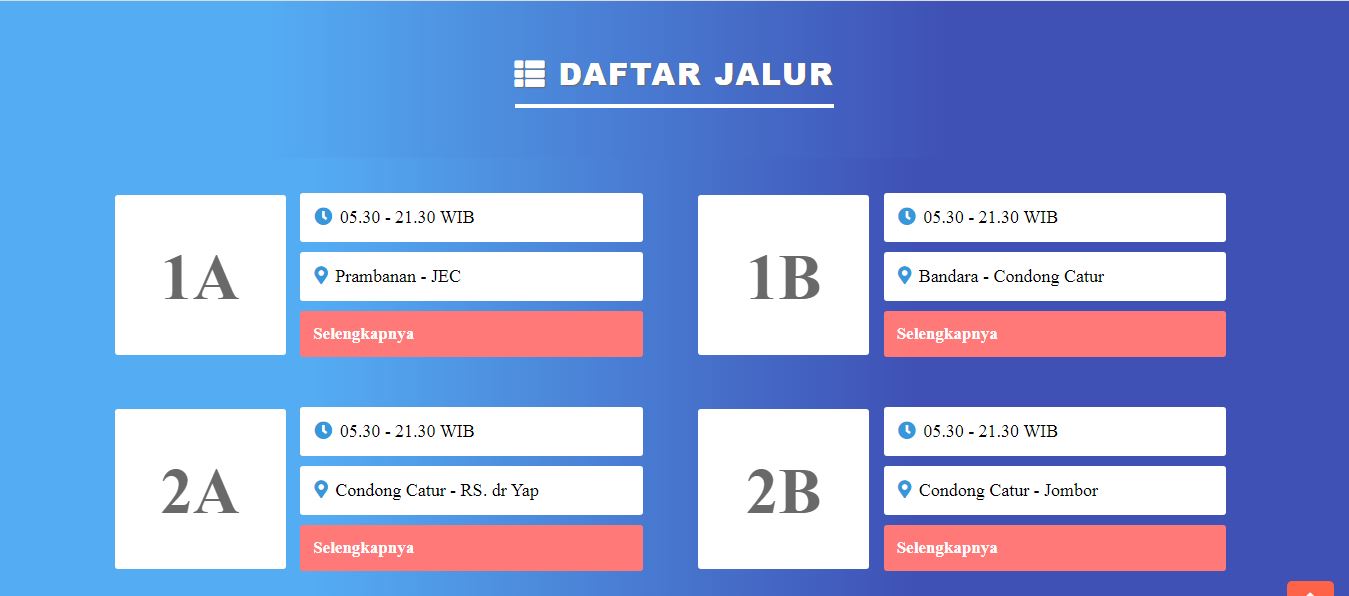 DAFTAR JALUR
1A
05.30 - 21.30 WIB
Prambanan - JEC
Selengkapnya
1B
05.30 - 21.30 WIB
Bandara - Condong Catur
Selengkapnya
2A
05.30 - 21.30 WIB
Condong Catur - RS. dr Yap
Selengkapnya
2B
05.30 - 21.30 WIB
Condong Catur - Jombor
Selengkapnya